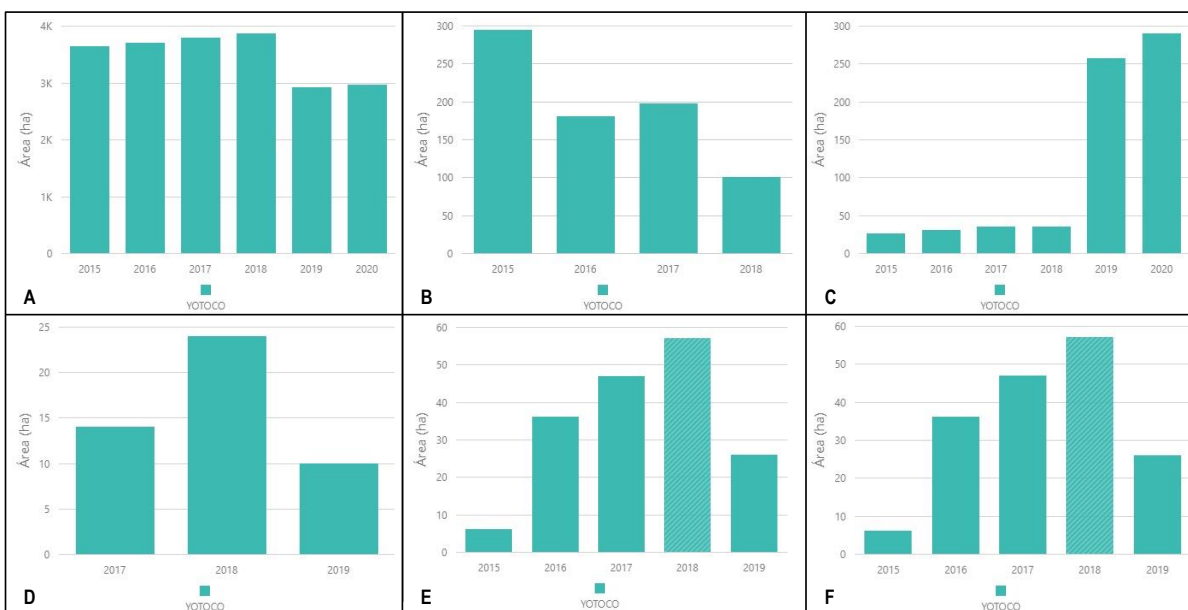 4K
3K
2K
1K
0
Área (ha)
2015 2016 2017 2018 2019 2020
YOTOCO
A
300
250
200
150
100
50
0
Área (ha)
2015 2016 2017 2018
YOTOCO
B
300
250
200
150
100
50
0
Área (ha)
2015 2016 2017 2018 2019 2020
YOTOCO
C
25
20
15
10
5
0
Área (ha)
2017 2018 2019
YOTOCO
D
60
50
40
30
20
10
0
Área (ha)
2015 2016 2017 2018 2019
YOTOCO
E
60
50
40
30
20
10
0
Área (ha)
2015 2016 2017 2018 2019
YOTOCO
F